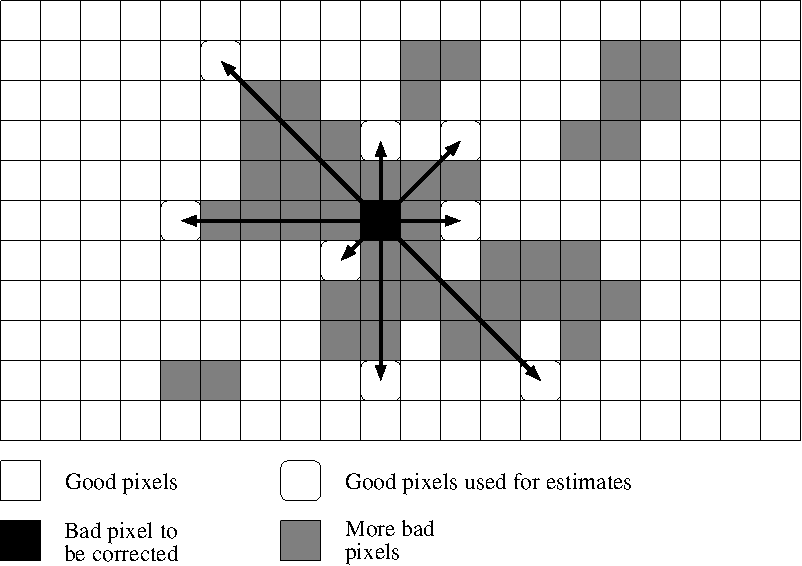 Good pixels
Good pixels used for estimates
Bad pixel to
be corrected
More bad
pixels